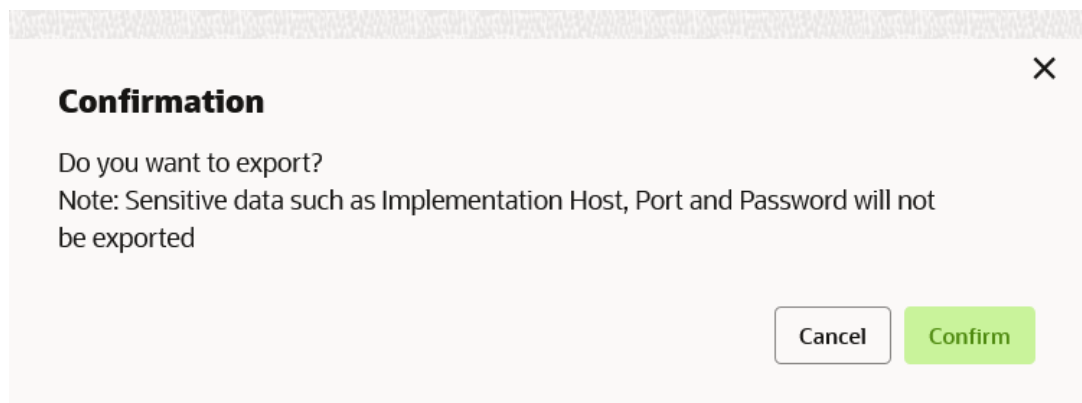 Confirmation
Do you want to export?
Note: Sensitive data such as Implementation Host, Port and Password will not
be exported
Cancel
Confirm